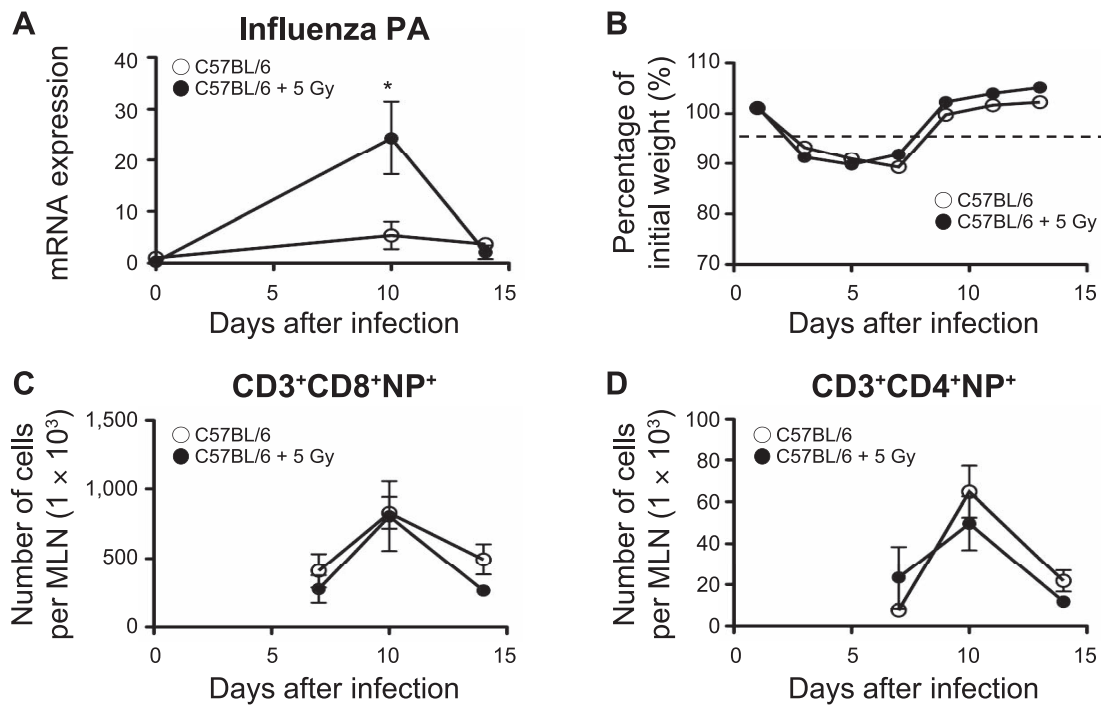 A
Influenza PA
mRNA expression
40
30
20
10
0
C57BL/6
C57BL/6 + 5 Gy
*
0 5 10 15
Days after infection
B
Percentage of
initial weight (%)
110
100
90
80
70
C57BL/6
C57BL/6 + 5 Gy
0 5 10 15
Days after infection
C
CD3⁺CD8⁺NP⁺
Number of cells
per MLN (1 × 10³)
1,500
1,000
500
0
C57BL/6
C57BL/6 + 5 Gy
0 5 10 15
Days after infection
D
CD3⁺CD4⁺NP⁺
Number of cells
per MLN (1 × 10³)
100
80
60
40
20
0
C57BL/6
C57BL/6 + 5 Gy
0 5 10 15
Days after infection